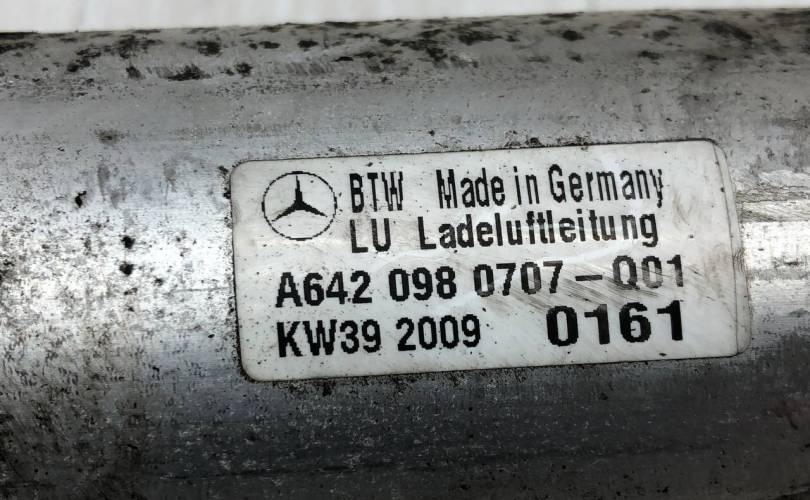 BTW Made in Germany
LU Ladeluftleitung
A642 098 0707-Q01
KW39 2009 0161